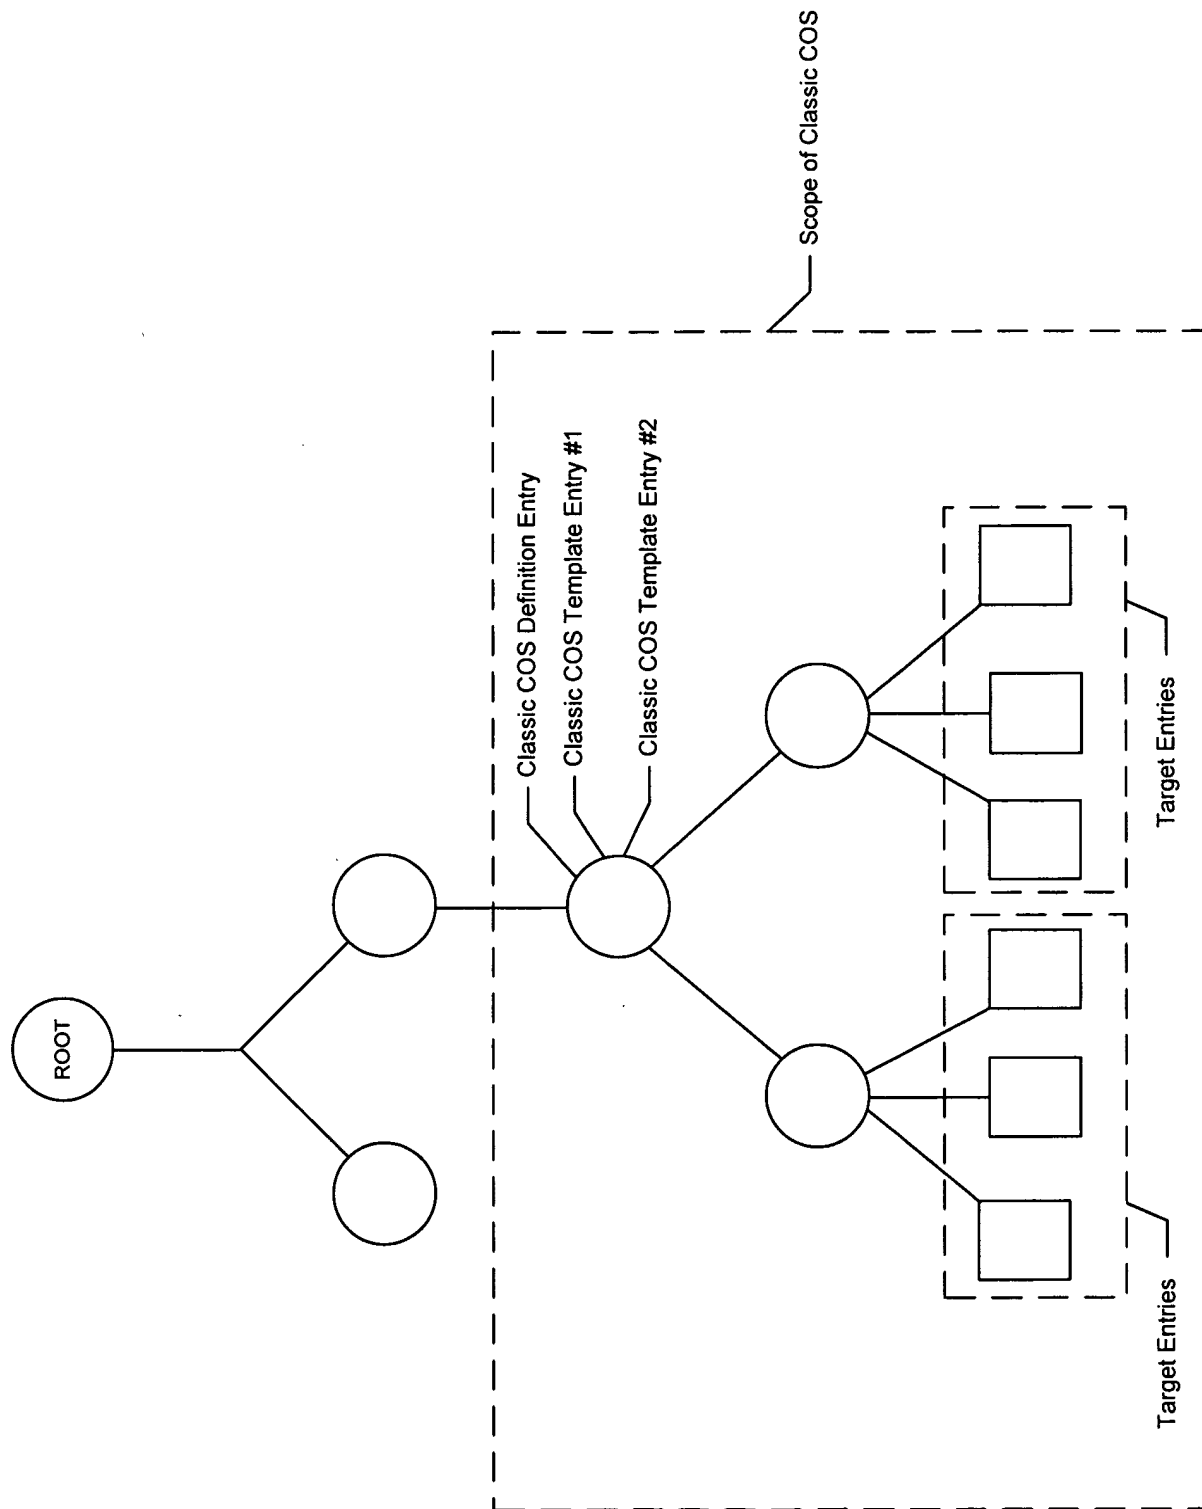 ROOT
Scope of Classic COS
Classic COS Definition Entry
Classic COS Template Entry #1
Classic COS Template Entry #2
Target Entries
Target Entries